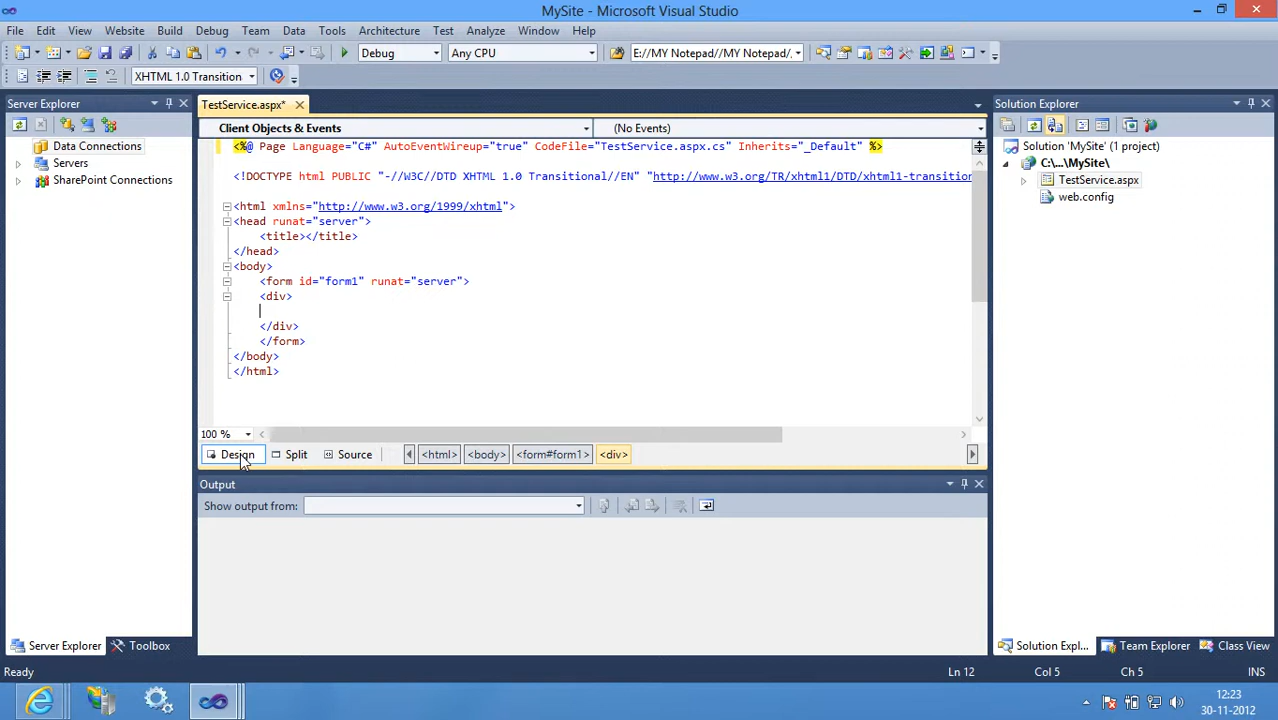 MySite - Microsoft Visual Studio
File Edit View Website Build Debug Team Data Tools Architecture Test Analyze Window Help
Debug Any CPU E://MY Notepad//MY Notepad/,
XHTML 1.0 Transition
Server Explorer
Data Connections
Servers
SharePoint Connections
Server Explorer Toolbox
TestService.aspx*
Client Objects & Events (No Events)
<%@ Page Language="C#" AutoEventWireup="true" CodeFile="TestService.aspx.cs" Inherits="_Default" %>
<!DOCTYPE html PUBLIC "-//W3C//DTD XHTML 1.0 Transitional//EN" "http://www.w3.org/TR/xhtml1/DTD/xhtml1-transition
<html xmlns="http://www.w3.org/1999/xhtml">
<head runat="server">
<title></title>
</head>
<body>
<form id="form1" runat="server">
<div>
</div>
</form>
</body>
</html>
100 %
Design Split Source <html> <body> <form#form1> <div>
Output
Show output from:
Solution Explorer
Solution 'MySite' (1 project)
C:\...\MySite\
TestService.aspx
web.config
Solution Expl... Team Explorer Class View
Ready Ln 12 Col 5 Ch 5 INS
12:23
30-11-2012